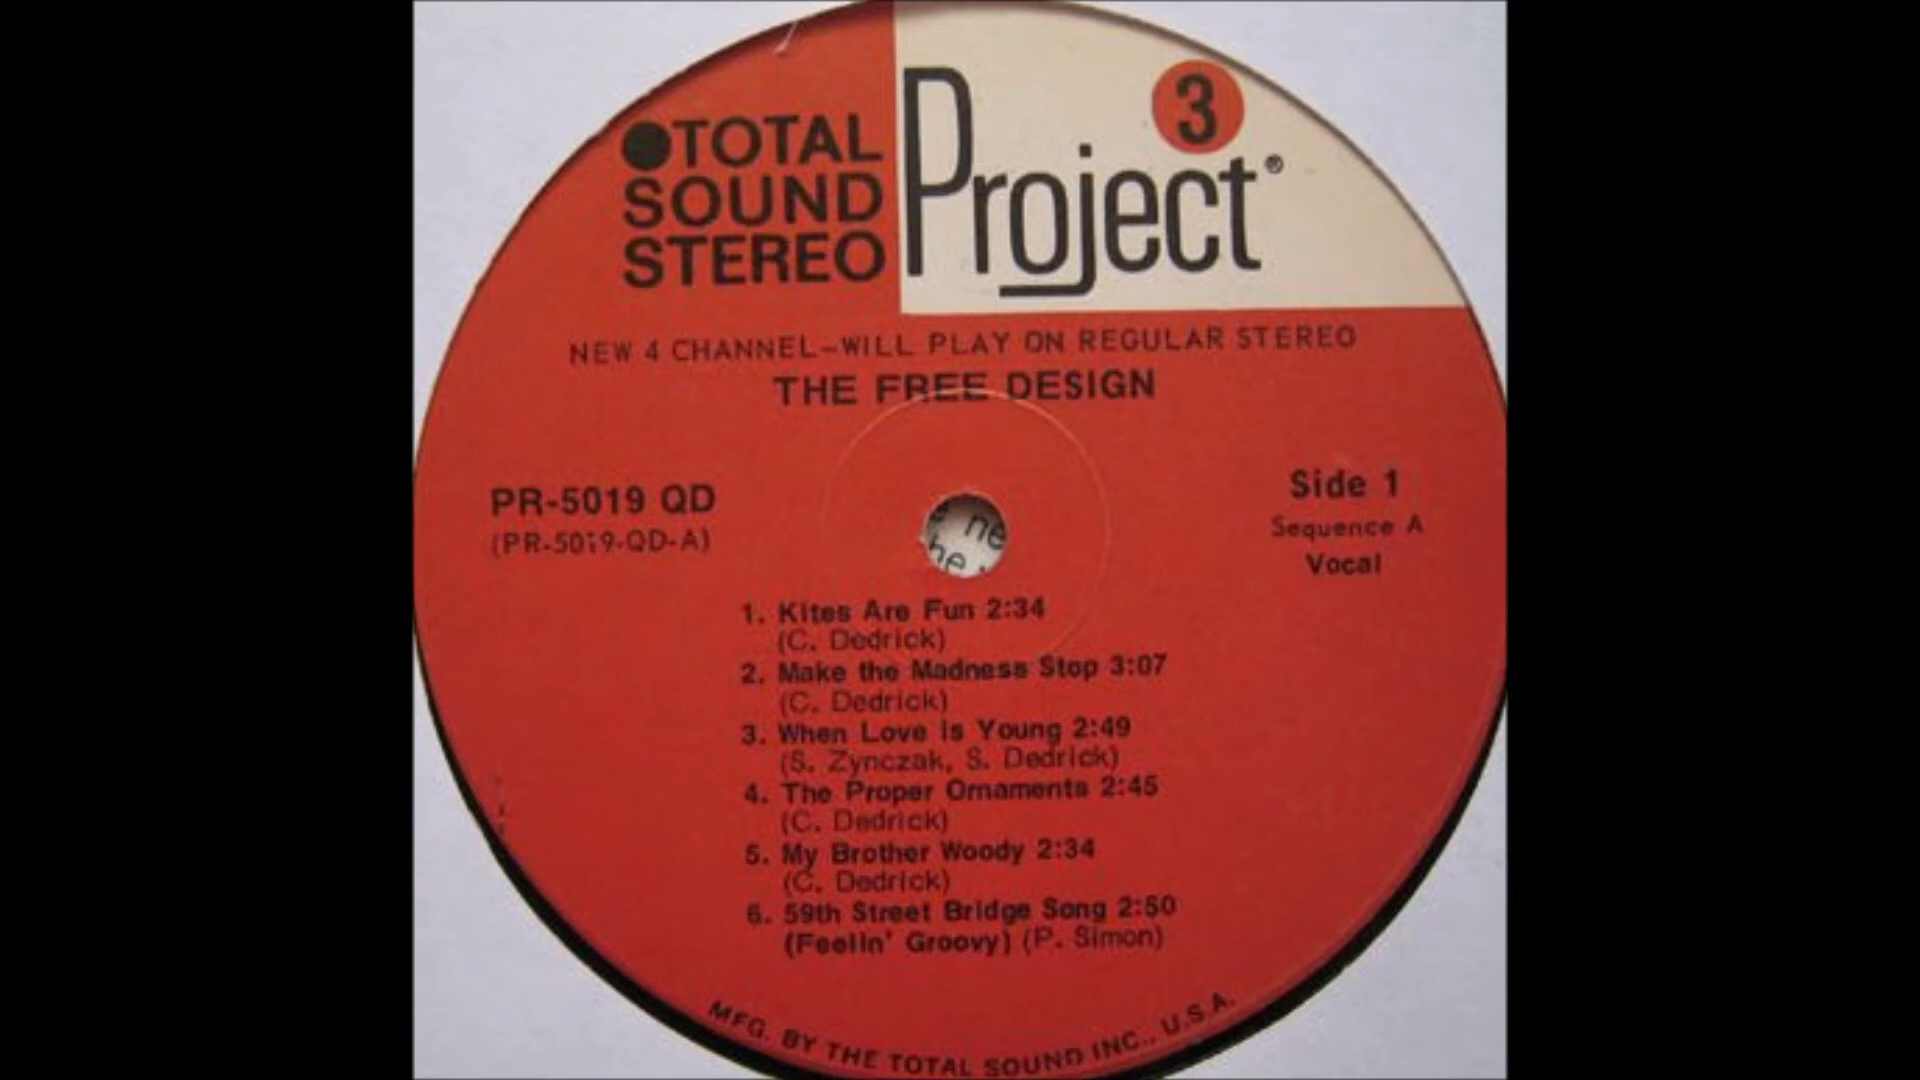 ●TOTAL
SOUND
STEREO
Project 3®
NEW 4 CHANNEL-WILL PLAY ON REGULAR STEREO
THE FREE DESIGN
PR-5019 QD
(PR-5019-QD-A)
Side 1
Sequence A
Vocal
ne
he
1. Kites Are Fun 2:34
(C. Dedrick)
2. Make the Madness Stop 3:07
(C. Dedrick)
3. When Love is Young 2:49
(S. Zynczak, S. Dedrick)
4. The Proper Ornaments 2:45
(C. Dedrick)
5. My Brother Woody 2:34
(C. Dedrick)
6. 59th Street Bridge Song 2:50
(Feelin' Groovy) (P. Simon)
MFG. BY THE TOTAL SOUND INC., U.S.A.